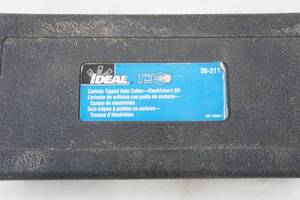 IDEAL TKO 36-311
Carbide Tipped Hole Cutter—Electrician's Kit
Cortador de orificios con punta de carburo—
Equipo de electricista
Scie-trépan à pointes en carbure—
Trousse d'électricien